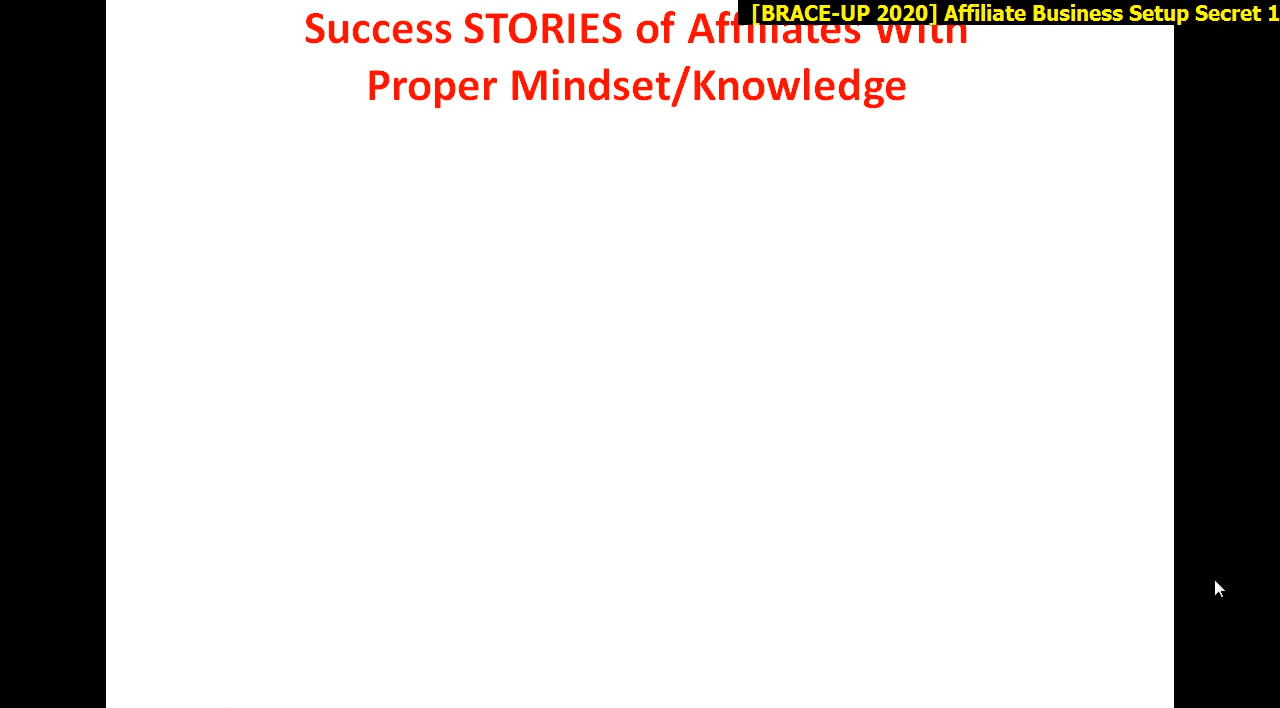 [BRACE-UP 2020] Affiliate Business Setup Secret 1
Success STORIES of Affiliates With
Proper Mindset/Knowledge